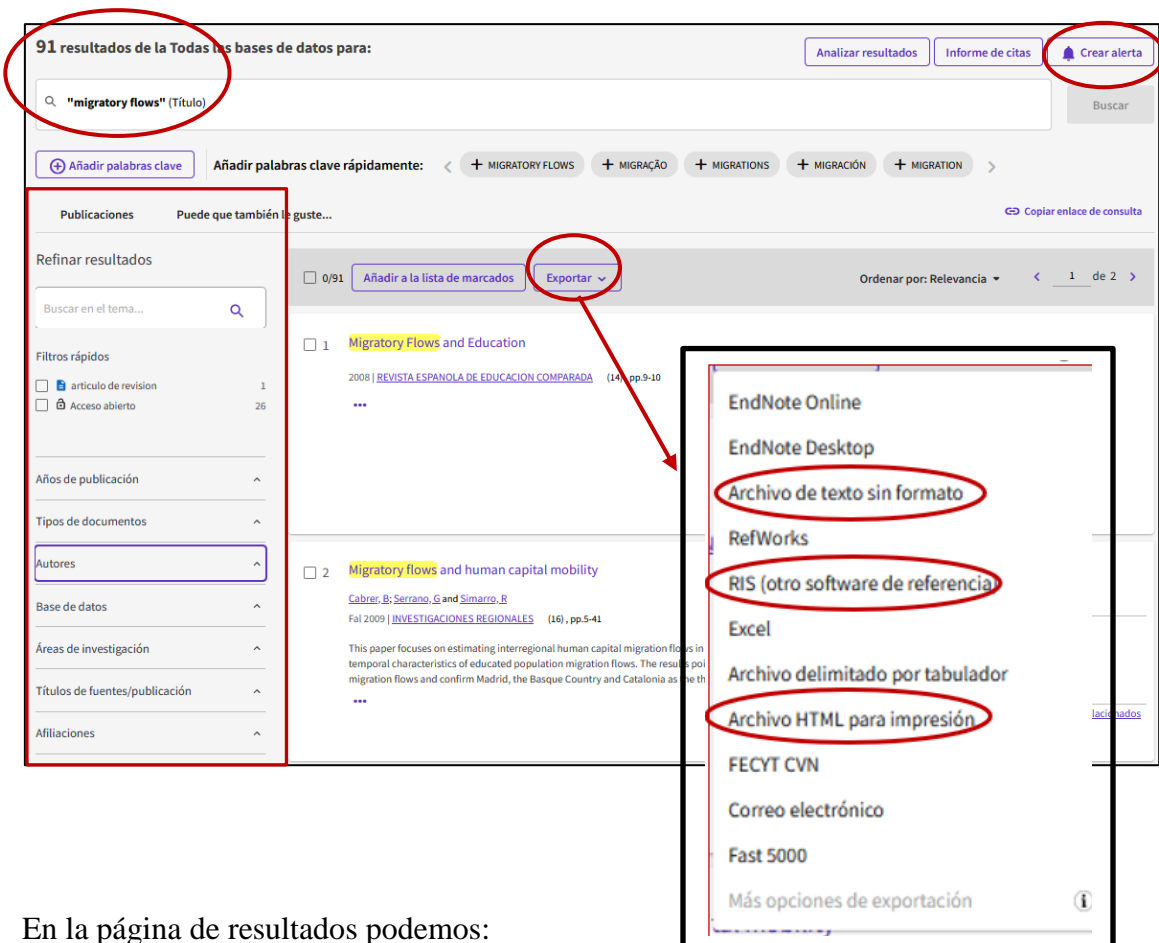 91 resultados de la Todas las bases de datos para:
Analizar resultados
Informe de citas
Crear alerta
"migratory flows" (Título)
Buscar
Añadir palabras clave
Añadir palabras clave rápidamente:
+ MIGRATORY FLOWS
+ MIGRAÇÃO
+ MIGRATIONS
+ MIGRACIÓN
+ MIGRATION
Publicaciones
Puede que también le guste...
Copiar enlace de consulta
Refinar resultados
0/91
Añadir a la lista de marcados
Exportar
Ordenar por: Relevancia
< 1 de 2 >
Buscar en el tema...
Filtros rápidos
articulo de revision 1
Acceso abierto 26
Años de publicación
Tipos de documentos
Autores
Base de datos
Áreas de investigación
Títulos de fuentes/publicación
Afiliaciones
1 Migratory Flows and Education
2008 | REVISTA ESPANOLA DE EDUCACION COMPARADA (14), pp.9-10
•••
2 Migratory flows and human capital mobility
Cabrer, B; Serrano, G and Simarro, R
Fal 2009 | INVESTIGACIONES REGIONALES (16) , pp.5-41
This paper focuses on estimating interregional human capital migration flows in
temporal characteristics of educated population migration flows. The results poi
migration flows and confirm Madrid, the Basque Country and Catalonia as the th
•••
EndNote Online
EndNote Desktop
Archivo de texto sin formato
RefWorks
RIS (otro software de referencia)
Excel
Archivo delimitado por tabulador
Archivo HTML para impresión
FECYT CVN
Correo electrónico
Fast 5000
Más opciones de exportación
En la página de resultados podemos: